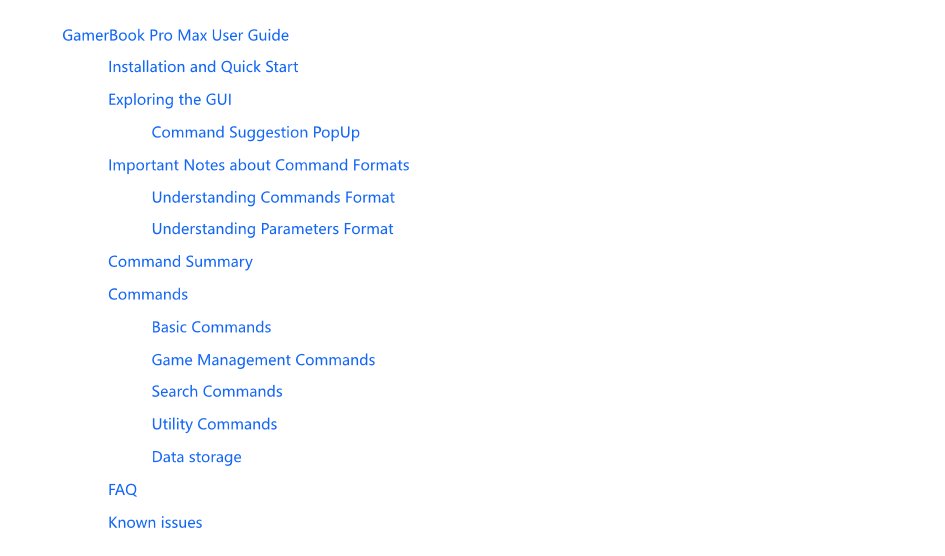 GamerBook Pro Max User Guide
Installation and Quick Start
Exploring the GUI
Command Suggestion PopUp
Important Notes about Command Formats
Understanding Commands Format
Understanding Parameters Format
Command Summary
Commands
Basic Commands
Game Management Commands
Search Commands
Utility Commands
Data storage
FAQ
Known issues